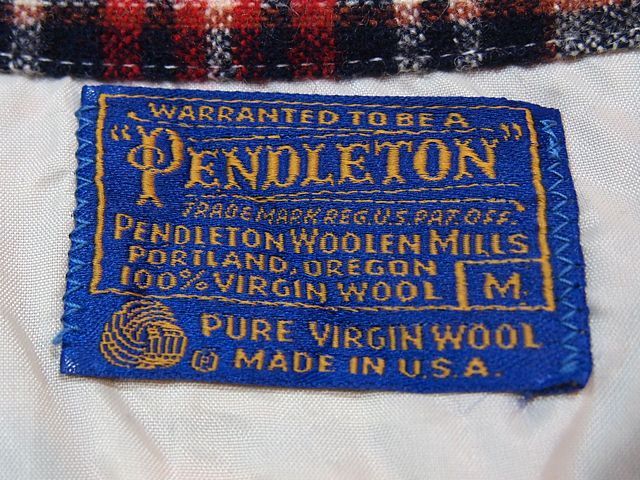 WARRANTED TO BE A
"PENDLETON"
TRADE MARK REG. U.S. PAT. OFF.
PENDLETON WOOLEN MILLS
PORTLAND, OREGON
100% VIRGIN WOOL
M.
PURE VIRGIN WOOL
® MADE IN U.S.A.